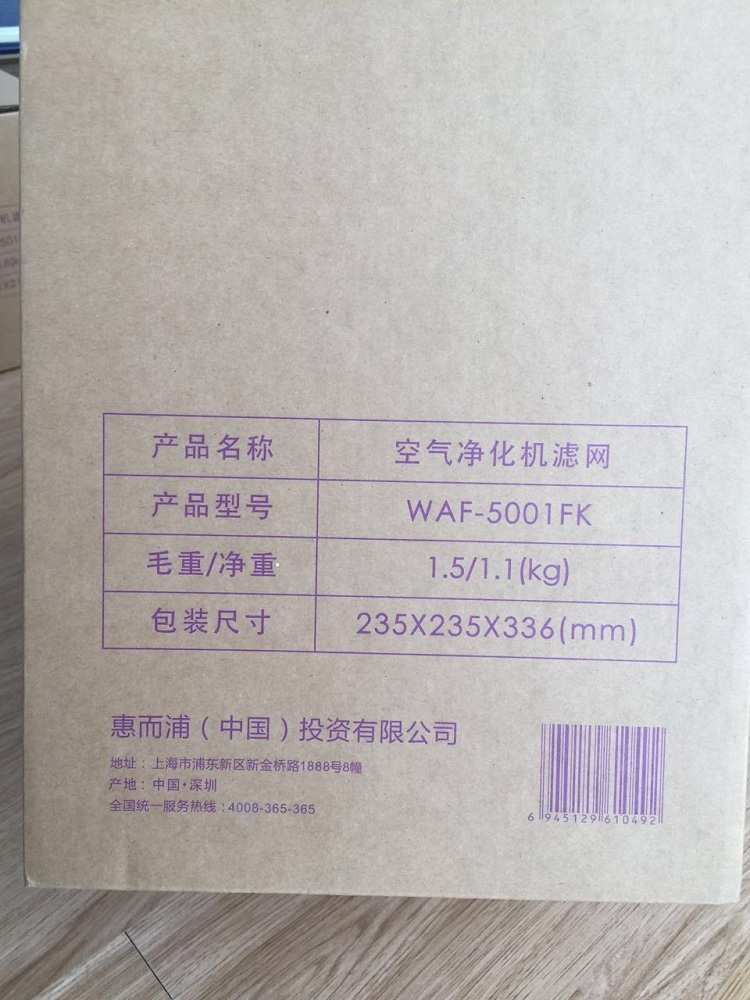 产品名称 空气净化机滤网
产品型号 WAF-5001FK
毛重/净重 1.5/1.1(kg)
包装尺寸 235X235X336(mm)
惠而浦（中国）投资有限公司
地址：上海市浦东新区新金桥路1888号8幢
产地：中国·深圳
全国统一服务热线：4008-365-365
6 945129 610492